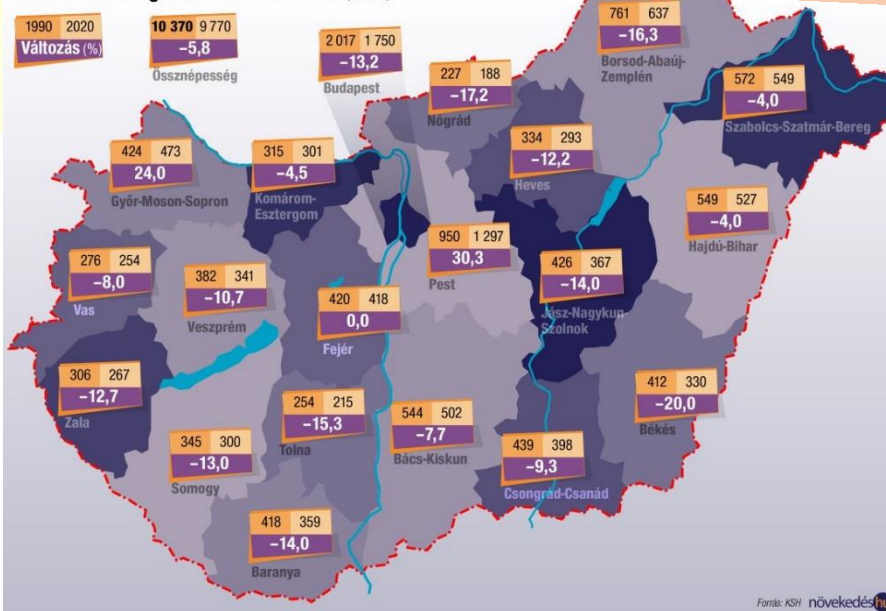 1990 2020
Változás (%)
10 370 9 770
–5,8
Össznépesség
2 017 1 750
–13,2
Budapest
761 637
–16,3
Borsod-Abaúj-
Zemplén
227 188
–17,2
Nógrád
572 549
–4,0
Szabolcs-Szatmár-Bereg
334 293
–12,2
Heves
424 473
24,0
Győr-Moson-Sopron
315 301
–4,5
Komárom-
Esztergom
549 527
–4,0
Hajdú-Bihar
950 1 297
30,3
Pest
426 367
–14,0
Jász-Nagykun-
Szolnok
276 254
–8,0
Vas
382 341
–10,7
Veszprém
420 418
0,0
Fejér
306 267
–12,7
Zala
254 215
–15,3
Tolna
544 502
–7,7
Bács-Kiskun
412 330
–20,0
Békés
345 300
–13,0
Somogy
439 398
–9,3
Csongrád-Csanád
418 359
–14,0
Baranya
Forrás: KSH növekedéshu